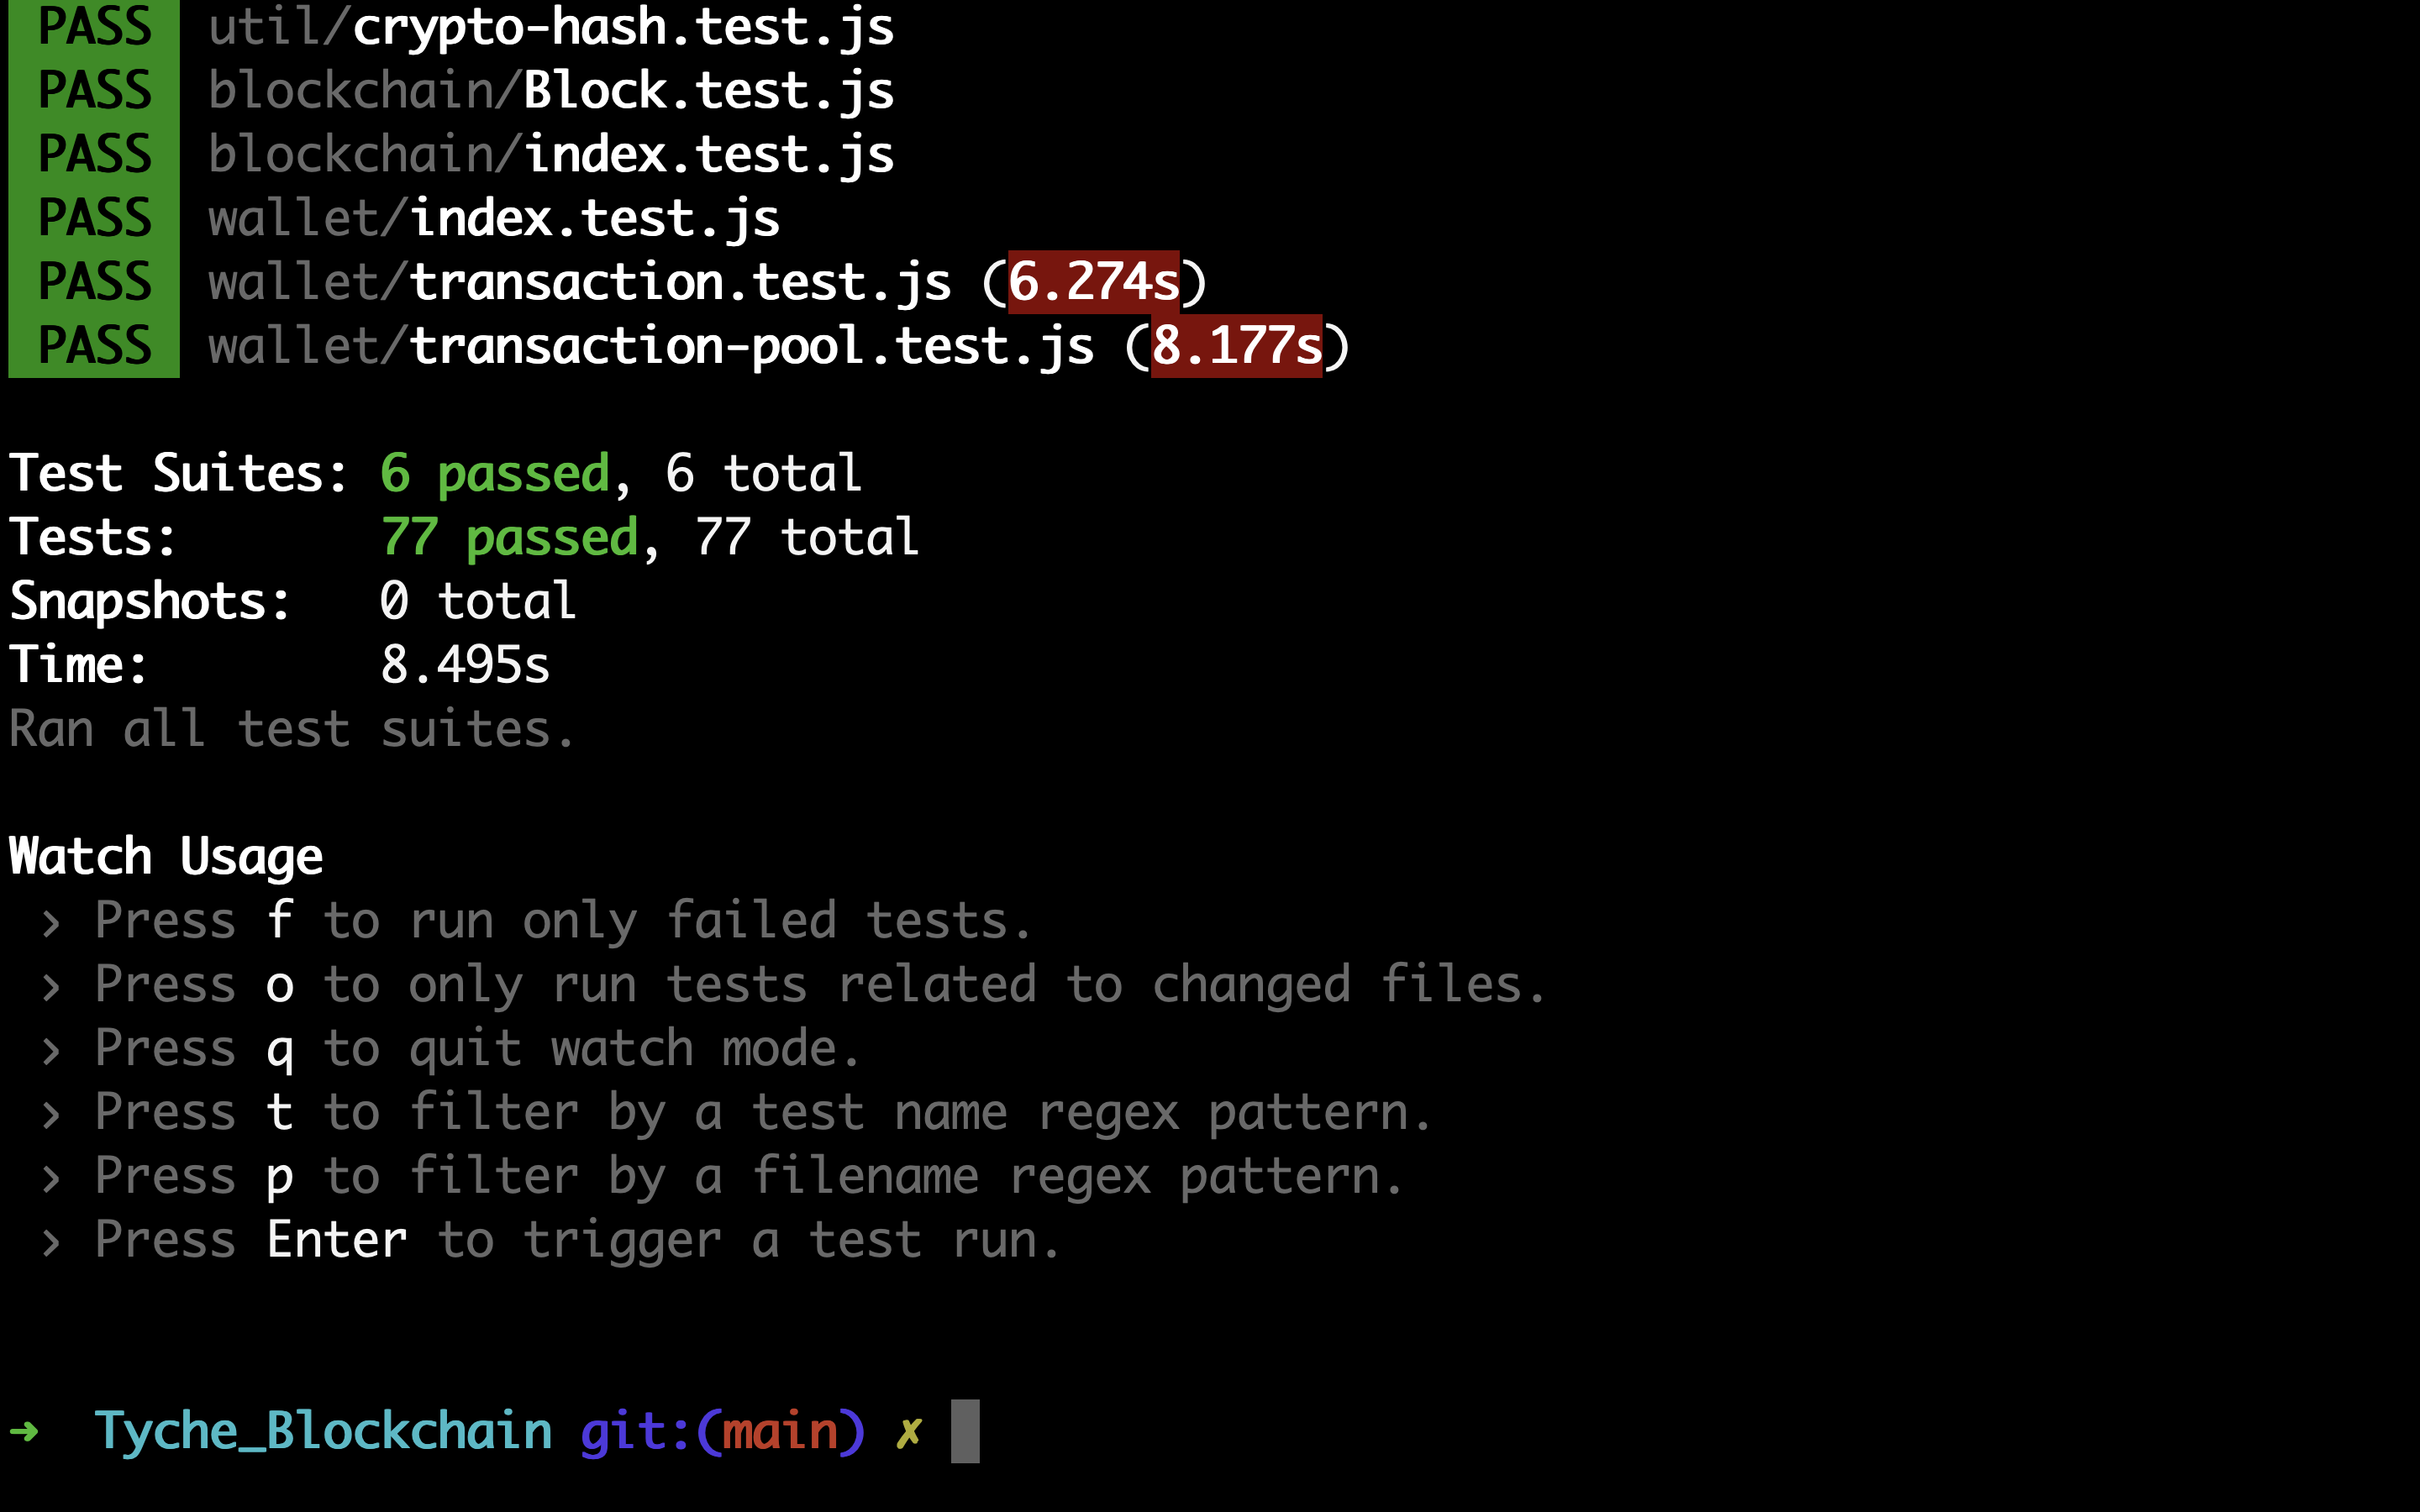 PASS util/crypto-hash.test.js
PASS blockchain/Block.test.js
PASS blockchain/index.test.js
PASS wallet/index.test.js
PASS wallet/transaction.test.js (6.274s)
PASS wallet/transaction-pool.test.js (8.177s)
Test Suites: 6 passed, 6 total
Tests: 77 passed, 77 total
Snapshots: 0 total
Time: 8.495s
Ran all test suites.
Watch Usage
› Press f to run only failed tests.
› Press o to only run tests related to changed files.
› Press q to quit watch mode.
› Press t to filter by a test name regex pattern.
› Press p to filter by a filename regex pattern.
› Press Enter to trigger a test run.
➜ Tyche_Blockchain git:(main) ✗